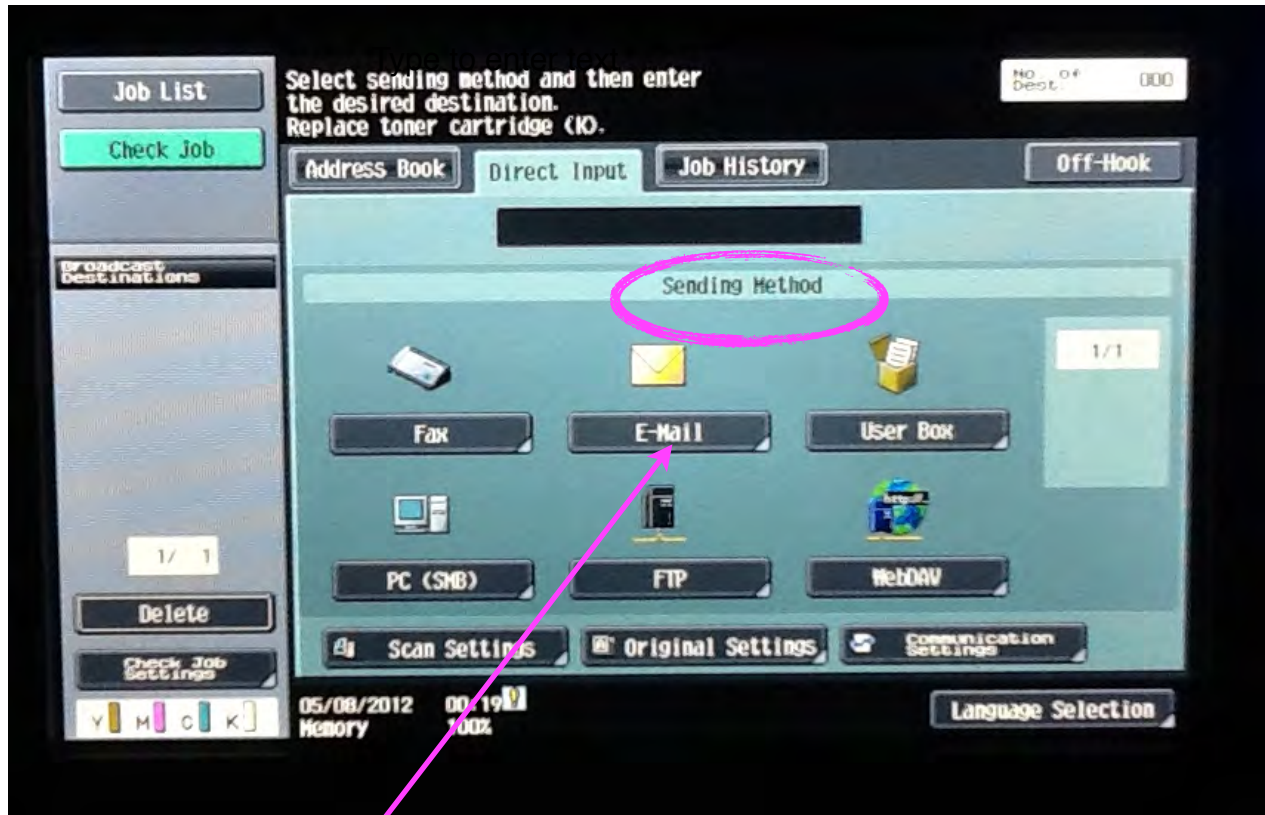 Type to enter text
Job List
Check Job
Select sending method and then enter
the desired destination.
Replace toner cartridge (K).
No. of
Dest.
000
Address Book
Direct Input
Job History
Off-Hook
Broadcast
Destinations
Sending Method
1/1
Fax
E-Mail
User Box
http://
PC (SMB)
FTP
WebDAV
1/ 1
Delete
Scan Settings
Original Settings
Communication
Settings
Check Job
Settings
Y M C K
05/08/2012 00:19
Memory 100%
Language Selection